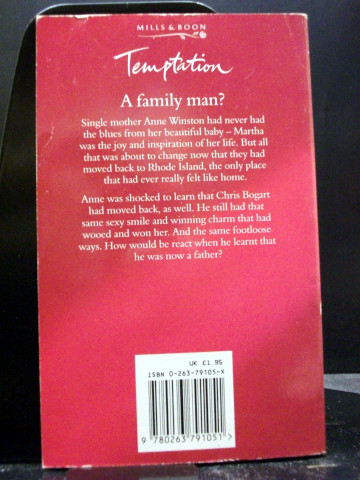 MILLS & BOON
Temptation
A family man?
Single mother Anne Winston had never had
the blues from her beautiful baby – Martha
was the joy and inspiration of her life. But all
that was about to change now that they had
moved back to Rhode Island, the only place
that had ever really felt like home.
Anne was shocked to learn that Chris Bogart
had moved back, as well. He still had that
same sexy smile and winning charm that had
wooed and won her. And the same footloose
ways. How would be react when he learnt that
he was now a father?
UK £1.95
ISBN 0-263-79105-X
9 780263 791051 >